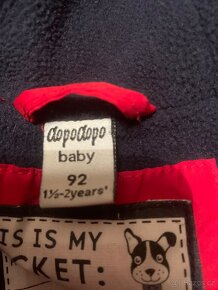 dopodopo
baby
92
1½-2years'
IS IS MY
CKET: